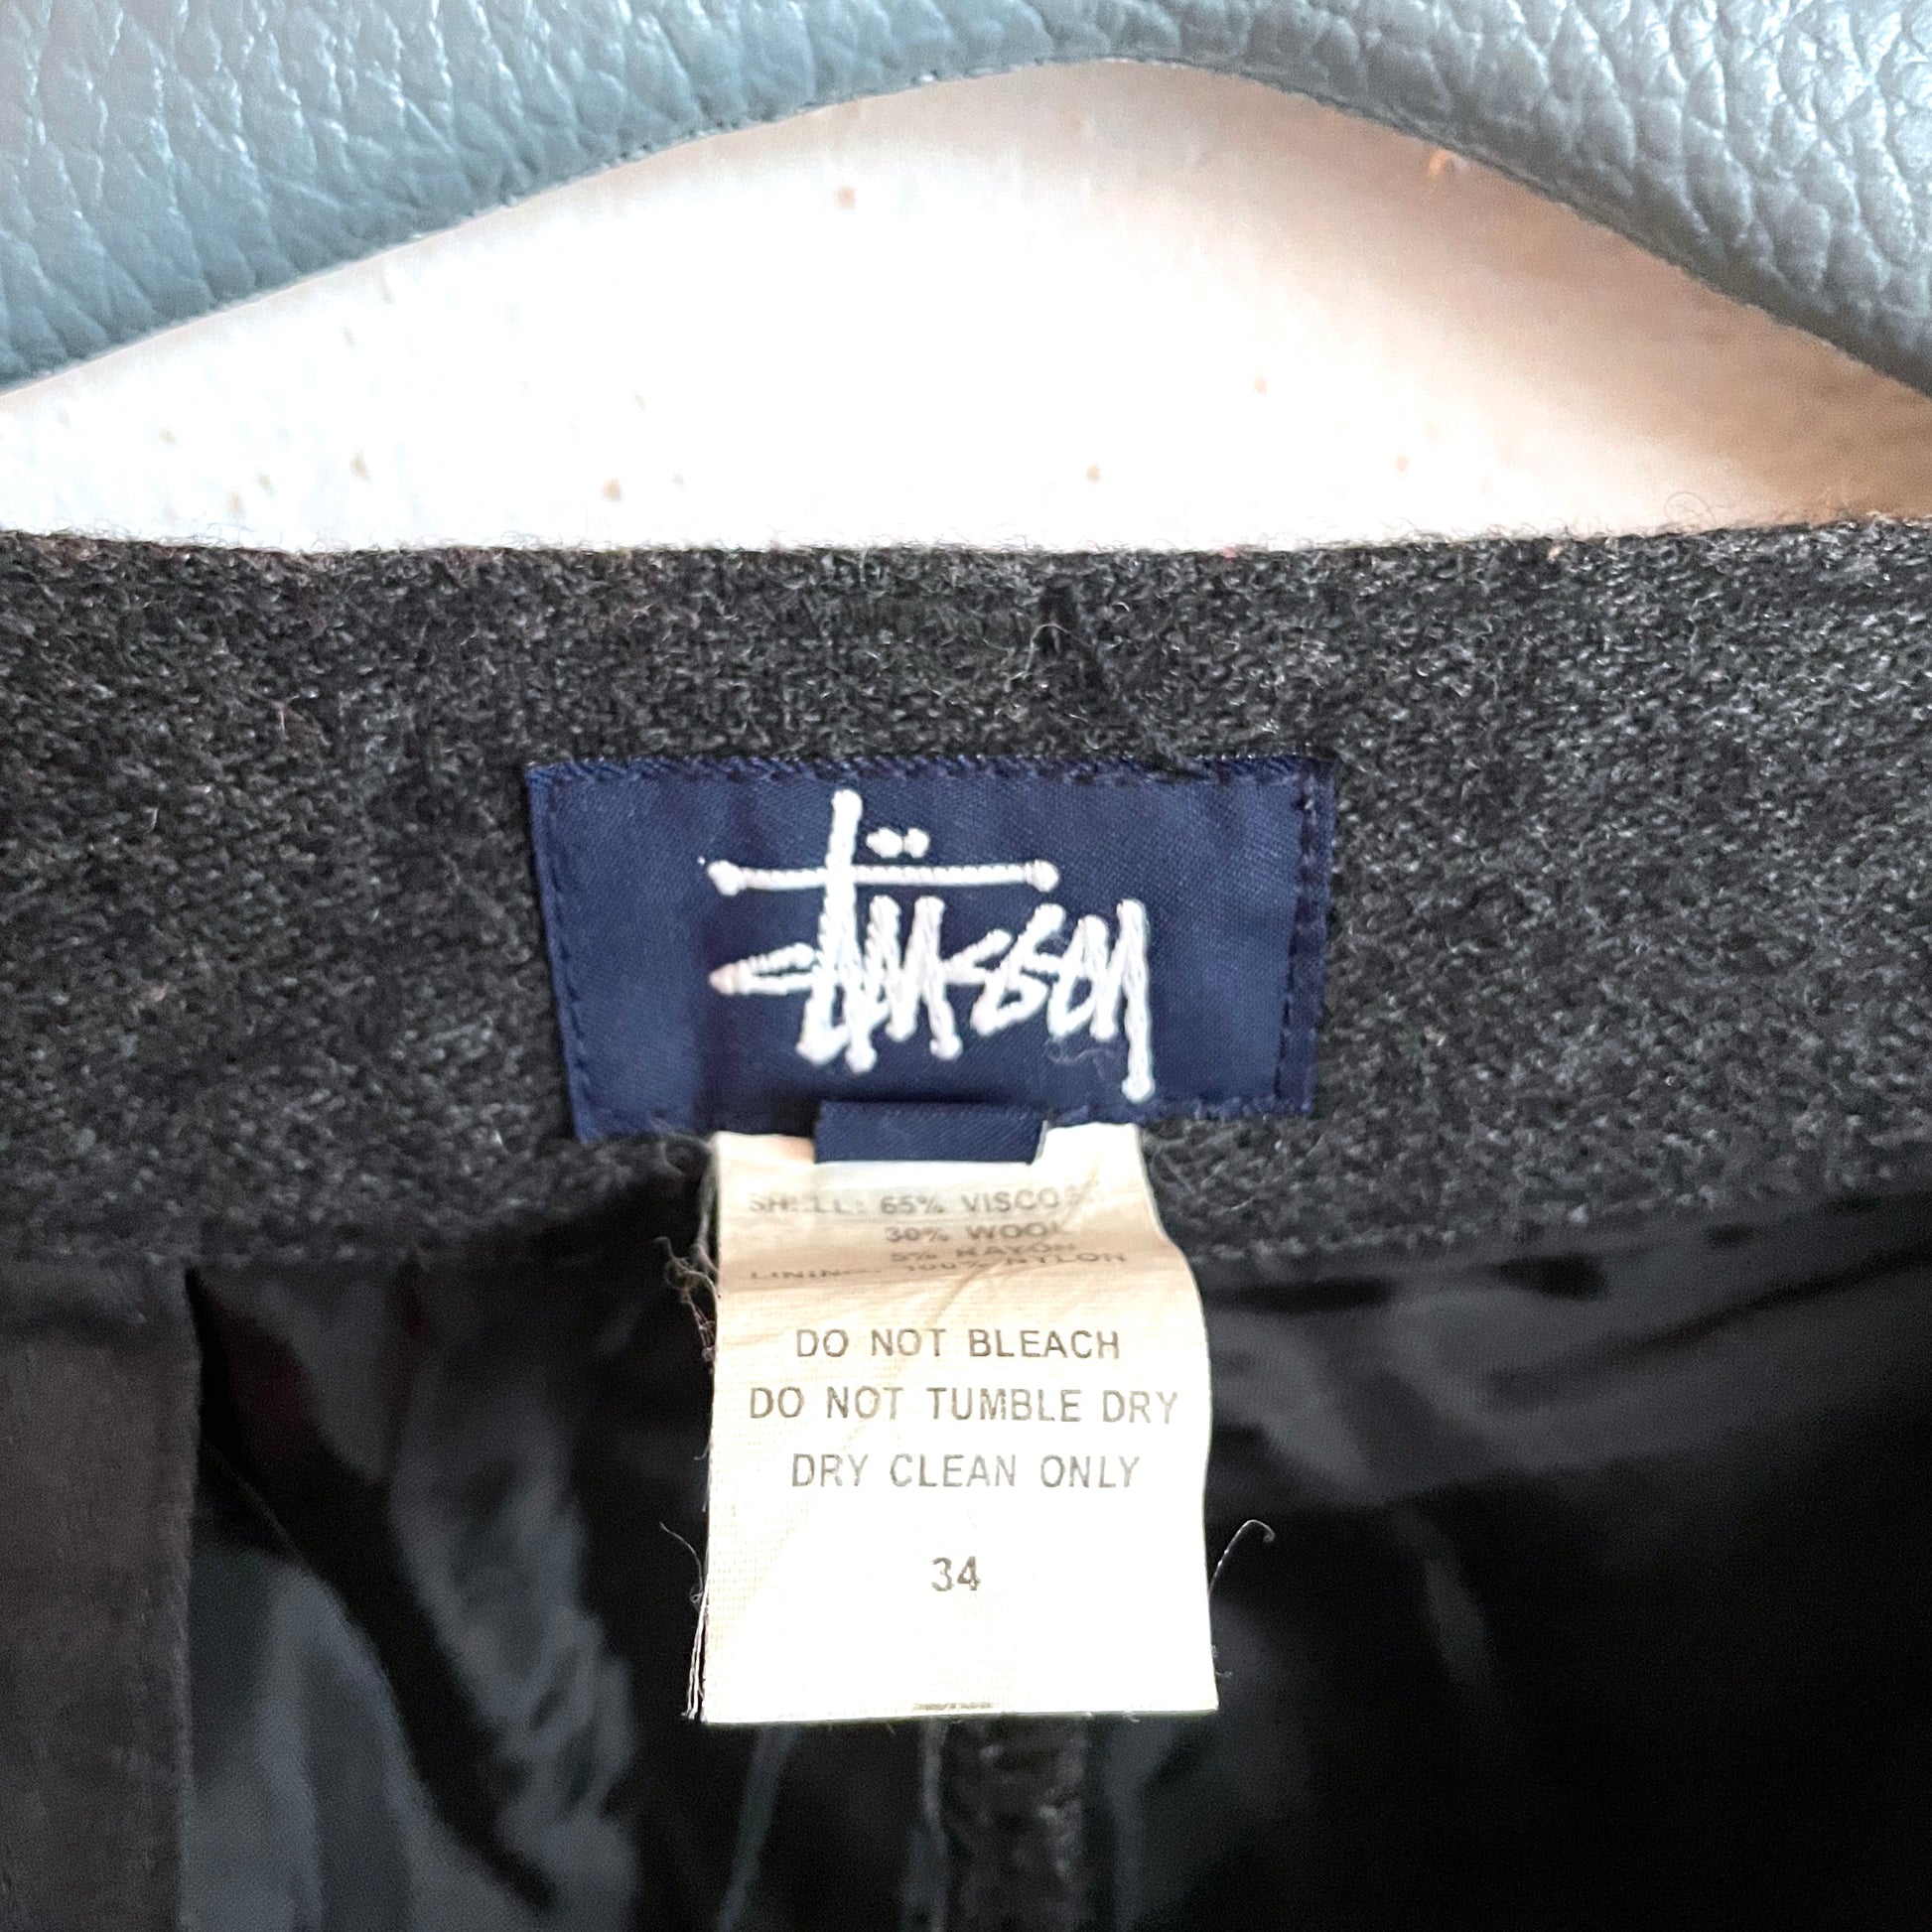 Stüssy
SHELL: 65% VISCOSE
30% WOOL
5% RAYON
LINING 100% NYLON
DO NOT BLEACH
DO NOT TUMBLE DRY
DRY CLEAN ONLY
34